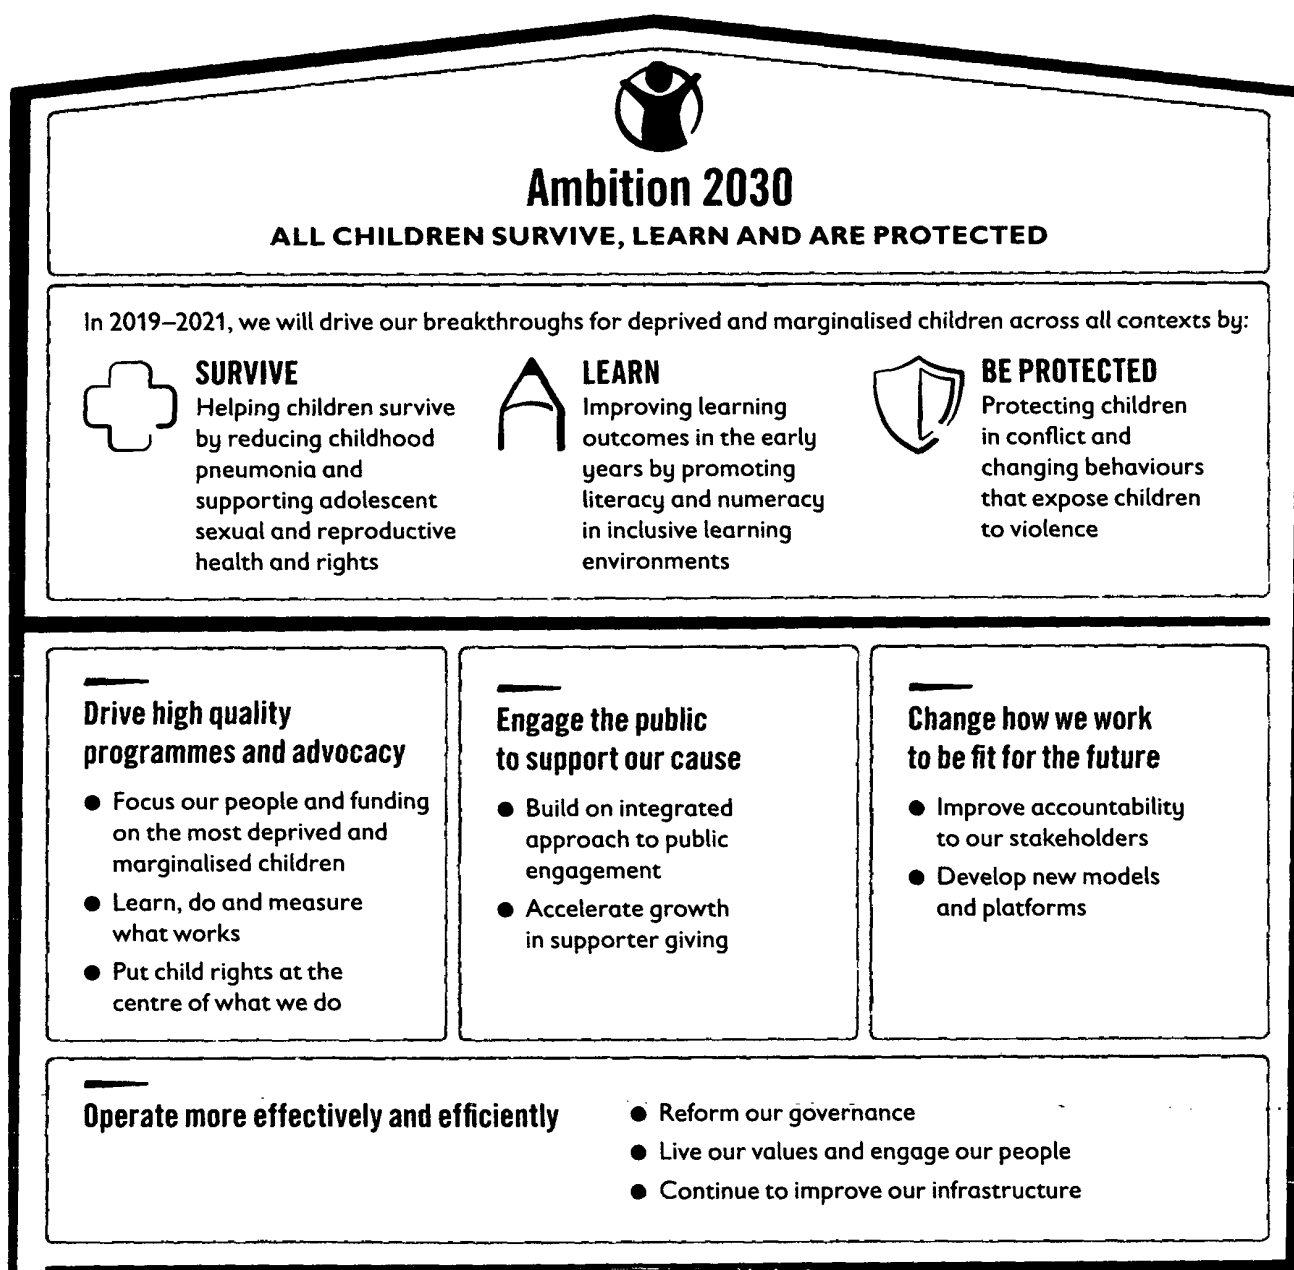 Ambition 2030
ALL CHILDREN SURVIVE, LEARN AND ARE PROTECTED
In 2019–2021, we will drive our breakthroughs for deprived and marginalised children across all contexts by:
SURVIVE
Helping children survive
by reducing childhood
pneumonia and
supporting adolescent
sexual and reproductive
health and rights
LEARN
Improving learning
outcomes in the early
years by promoting
literacy and numeracy
in inclusive learning
environments
BE PROTECTED
Protecting children
in conflict and
changing behaviours
that expose children
to violence
Drive high quality
programmes and advocacy
● Focus our people and funding
on the most deprived and
marginalised children
● Learn, do and measure
what works
● Put child rights at the
centre of what we do
Engage the public
to support our cause
● Build on integrated
approach to public
engagement
● Accelerate growth
in supporter giving
Change how we work
to be fit for the future
● Improve accountability
to our stakeholders
● Develop new models
and platforms
Operate more effectively and efficiently
● Reform our governance
● Live our values and engage our people
● Continue to improve our infrastructure